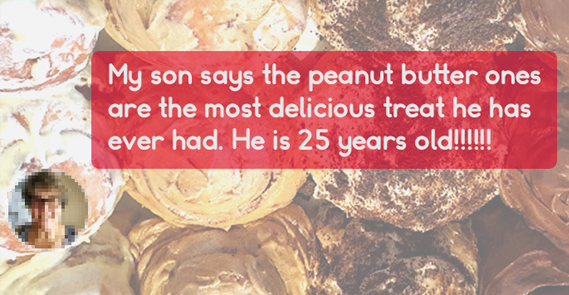 My son says the peanut butter ones
are the most delicious treat he has
ever had. He is 25 years old!!!!!!